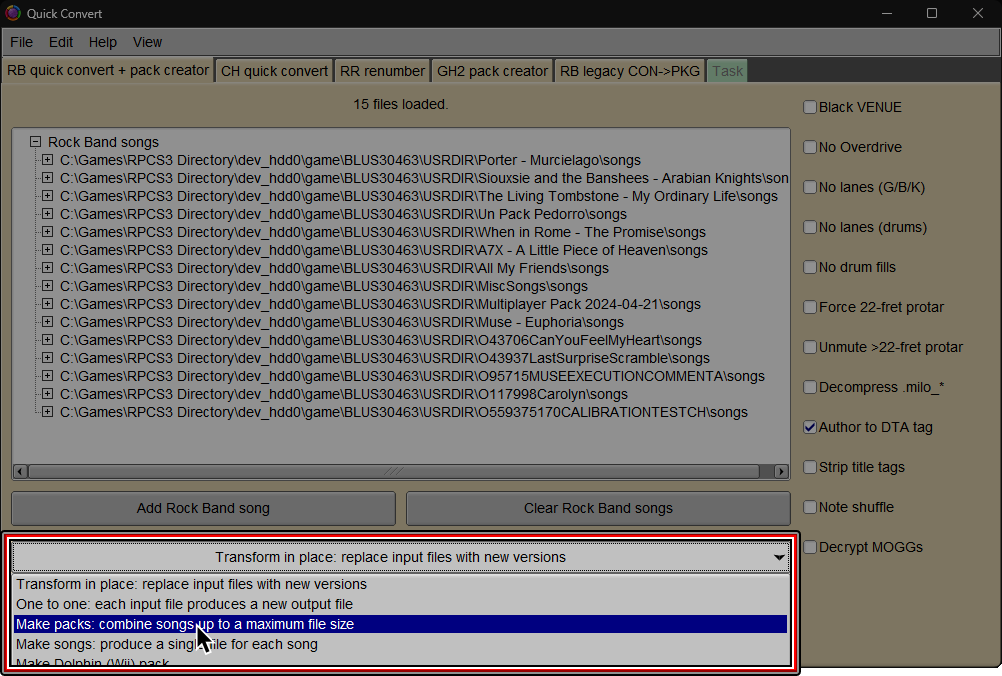 Quick Convert
File Edit Help View
RB quick convert + pack creator CH quick convert RR renumber GH2 pack creator RB legacy CON->PKG Task
15 files loaded.
Rock Band songs
C:\Games\RPCS3 Directory\dev_hdd0\game\BLUS30463\USRDIR\Porter - Murcielago\songs
C:\Games\RPCS3 Directory\dev_hdd0\game\BLUS30463\USRDIR\Siouxsie and the Banshees - Arabian Knights\son
C:\Games\RPCS3 Directory\dev_hdd0\game\BLUS30463\USRDIR\The Living Tombstone - My Ordinary Life\songs
C:\Games\RPCS3 Directory\dev_hdd0\game\BLUS30463\USRDIR\Un Pack Pedorro\songs
C:\Games\RPCS3 Directory\dev_hdd0\game\BLUS30463\USRDIR\When in Rome - The Promise\songs
C:\Games\RPCS3 Directory\dev_hdd0\game\BLUS30463\USRDIR\A7X - A Little Piece of Heaven\songs
C:\Games\RPCS3 Directory\dev_hdd0\game\BLUS30463\USRDIR\All My Friends\songs
C:\Games\RPCS3 Directory\dev_hdd0\game\BLUS30463\USRDIR\MiscSongs\songs
C:\Games\RPCS3 Directory\dev_hdd0\game\BLUS30463\USRDIR\Multiplayer Pack 2024-04-21\songs
C:\Games\RPCS3 Directory\dev_hdd0\game\BLUS30463\USRDIR\Muse - Euphoria\songs
C:\Games\RPCS3 Directory\dev_hdd0\game\BLUS30463\USRDIR\O43706CanYouFeelMyHeart\songs
C:\Games\RPCS3 Directory\dev_hdd0\game\BLUS30463\USRDIR\O43937LastSurpriseScramble\songs
C:\Games\RPCS3 Directory\dev_hdd0\game\BLUS30463\USRDIR\O95715MUSEEXECUTIONCOMMENTA\songs
C:\Games\RPCS3 Directory\dev_hdd0\game\BLUS30463\USRDIR\O117998Carolyn\songs
C:\Games\RPCS3 Directory\dev_hdd0\game\BLUS30463\USRDIR\O559375170CALIBRATIONTESTCH\songs
Add Rock Band song
Clear Rock Band songs
Transform in place: replace input files with new versions
Transform in place: replace input files with new versions
One to one: each input file produces a new output file
Make packs: combine songs up to a maximum file size
Make songs: produce a single file for each song
Make Dolphin (Wii) pack
Black VENUE
No Overdrive
No lanes (G/B/K)
No lanes (drums)
No drum fills
Force 22-fret protar
Unmute >22-fret protar
Decompress .milo_*
Author to DTA tag
Strip title tags
Note shuffle
Decrypt MOGGs